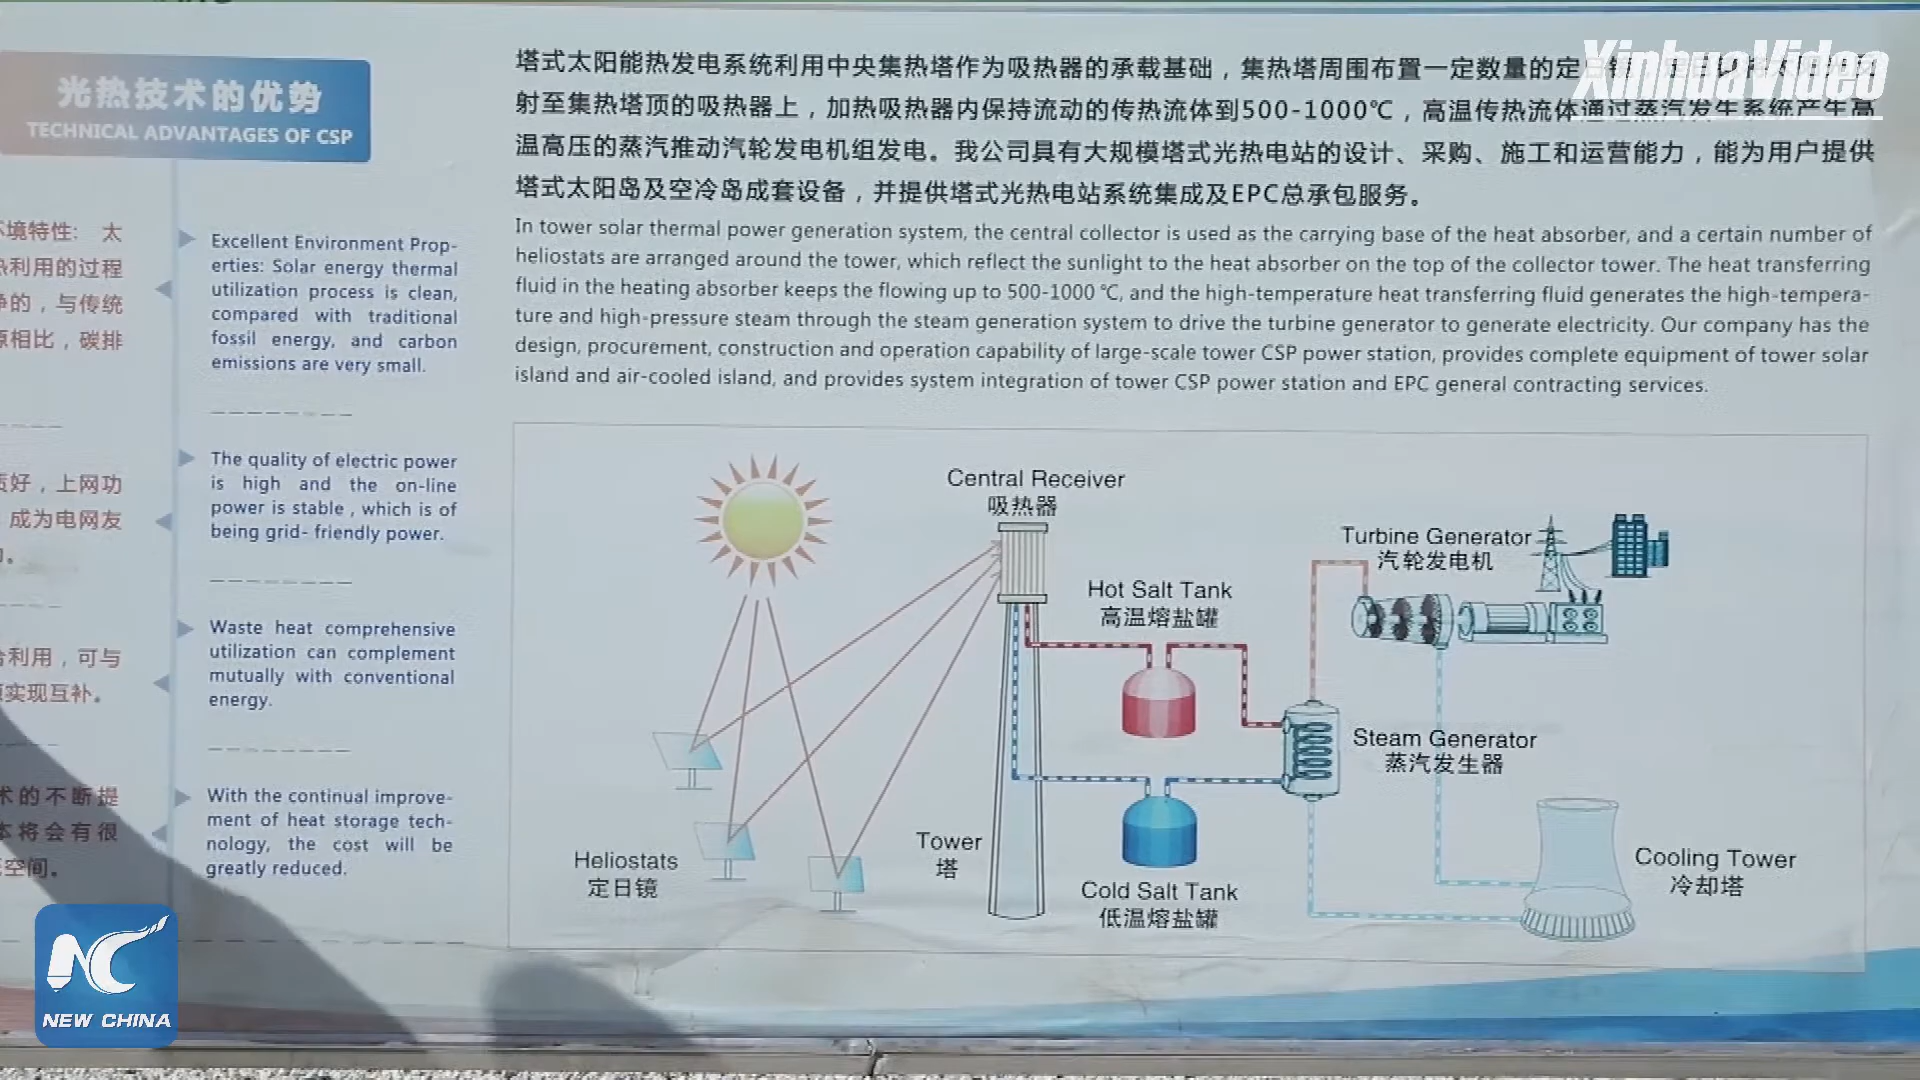 XinhuaVideo
光热技术的优势
TECHNICAL ADVANTAGES OF CSP
环境特性: 太
热利用的过程
净的，与传统
源相比，碳排
质好，上网功
成为电网友
合利用，可与
源实现互补。
术的不断提
本将会有很
空间。
Excellent Environment Prop-
erties: Solar energy thermal
utilization process is clean,
compared with traditional
fossil energy, and carbon
emissions are very small.
The quality of electric power
is high and the on-line
power is stable , which is of
being grid- friendly power.
Waste heat comprehensive
utilization can complement
mutually with conventional
energy.
With the continual improve-
ment of heat storage tech-
nology, the cost will be
greatly reduced.
塔式太阳能热发电系统利用中央集热塔作为吸热器的承载基础，集热塔周围布置一定数量的定日镜，定日镜将太阳光反
射至集热塔顶的吸热器上，加热吸热器内保持流动的传热流体到500-1000℃，高温传热流体通过蒸汽发生系统产生高
温高压的蒸汽推动汽轮发电机组发电。我公司具有大规模塔式光热电站的设计、采购、施工和运营能力，能为用户提供
塔式太阳岛及空冷岛成套设备，并提供塔式光热电站系统集成及EPC总承包服务。
In tower solar thermal power generation system, the central collector is used as the carrying base of the heat absorber, and a certain number of
heliostats are arranged around the tower, which reflect the sunlight to the heat absorber on the top of the collector tower. The heat transferring
fluid in the heating absorber keeps the flowing up to 500-1000 ℃, and the high-temperature heat transferring fluid generates the high-tempera-
ture and high-pressure steam through the steam generation system to drive the turbine generator to generate electricity. Our company has the
design, procurement, construction and operation capability of large-scale tower CSP power station, provides complete equipment of tower solar
island and air-cooled island, and provides system integration of tower CSP power station and EPC general contracting services.
Central Receiver
吸热器
Turbine Generator
汽轮发电机
Hot Salt Tank
高温熔盐罐
Steam Generator
蒸汽发生器
Tower
塔
Heliostats
定日镜
Cold Salt Tank
低温熔盐罐
Cooling Tower
冷却塔
NC
NEW CHINA